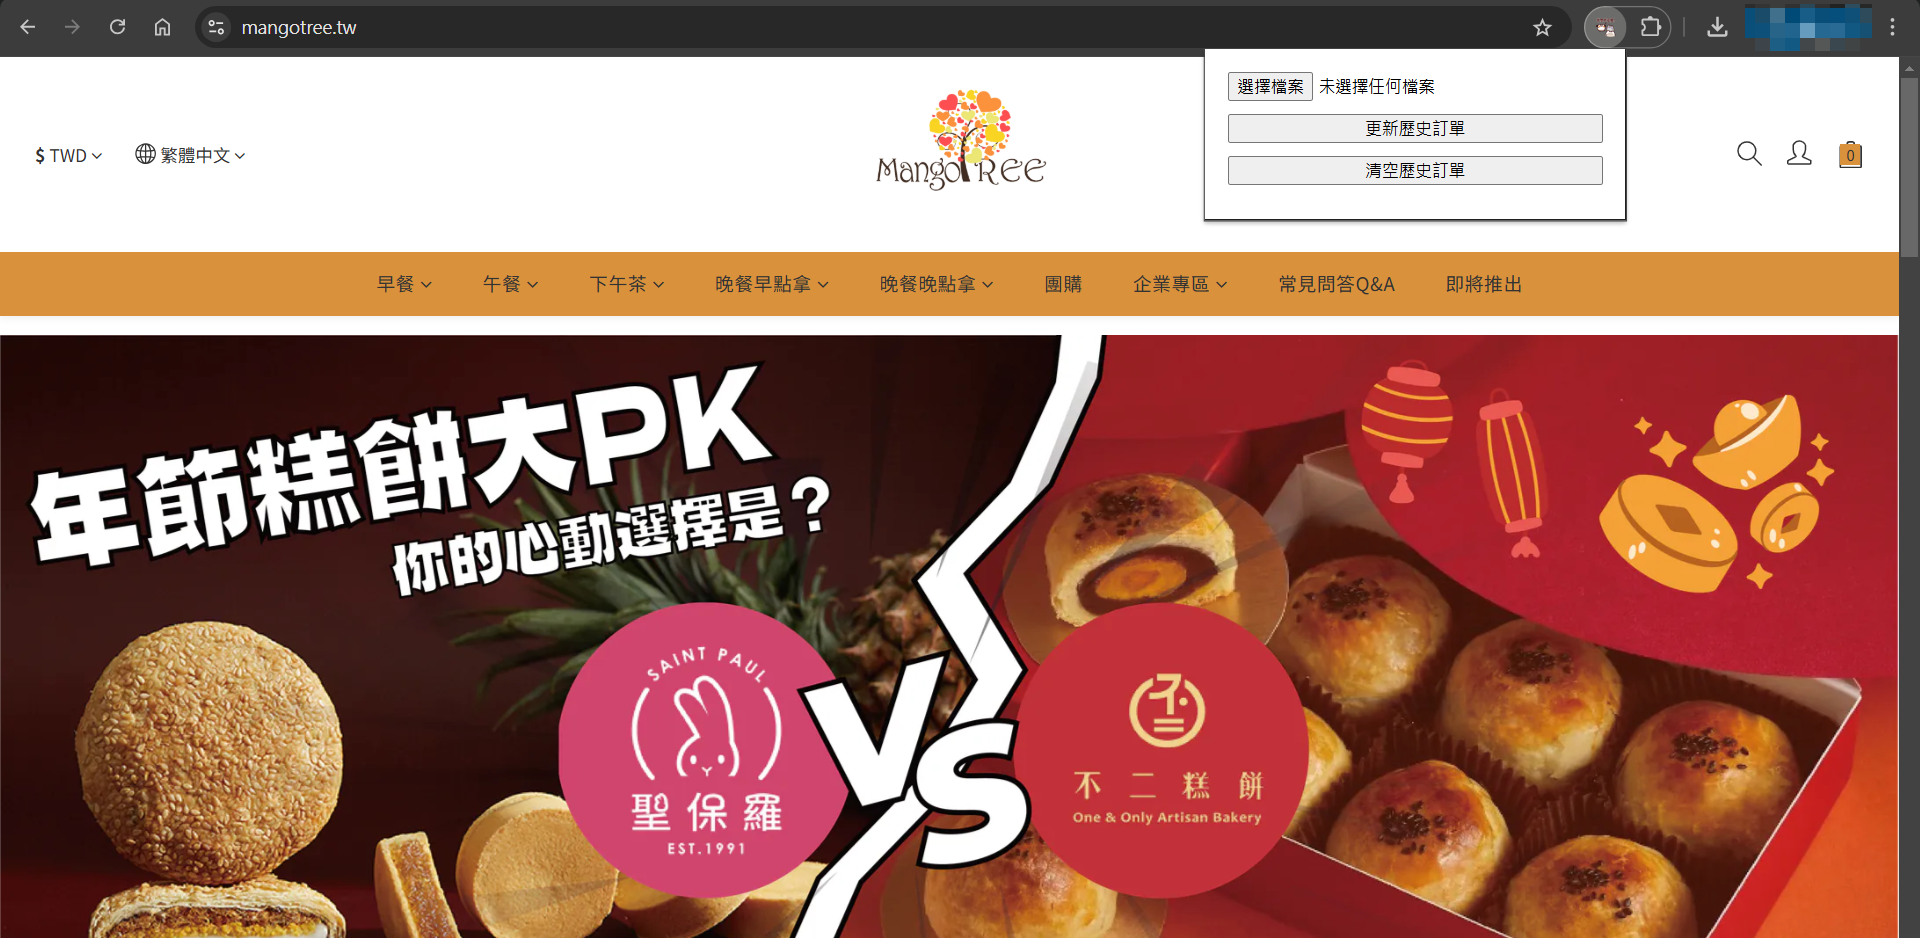 mangotree.tw
選擇檔案 未選擇任何檔案
更新歷史訂單
清空歷史訂單
$ TWD
繁體中文
MangoTREE
0
早餐 午餐 下午茶 晚餐早點拿 晚餐晚點拿 團購 企業專區 常見問答Q&A 即將推出
年節糕餅大PK
你的心動選擇是？
SAINT PAUL
聖保羅
EST.1991
VS
不二糕餅
One & Only Artisan Bakery